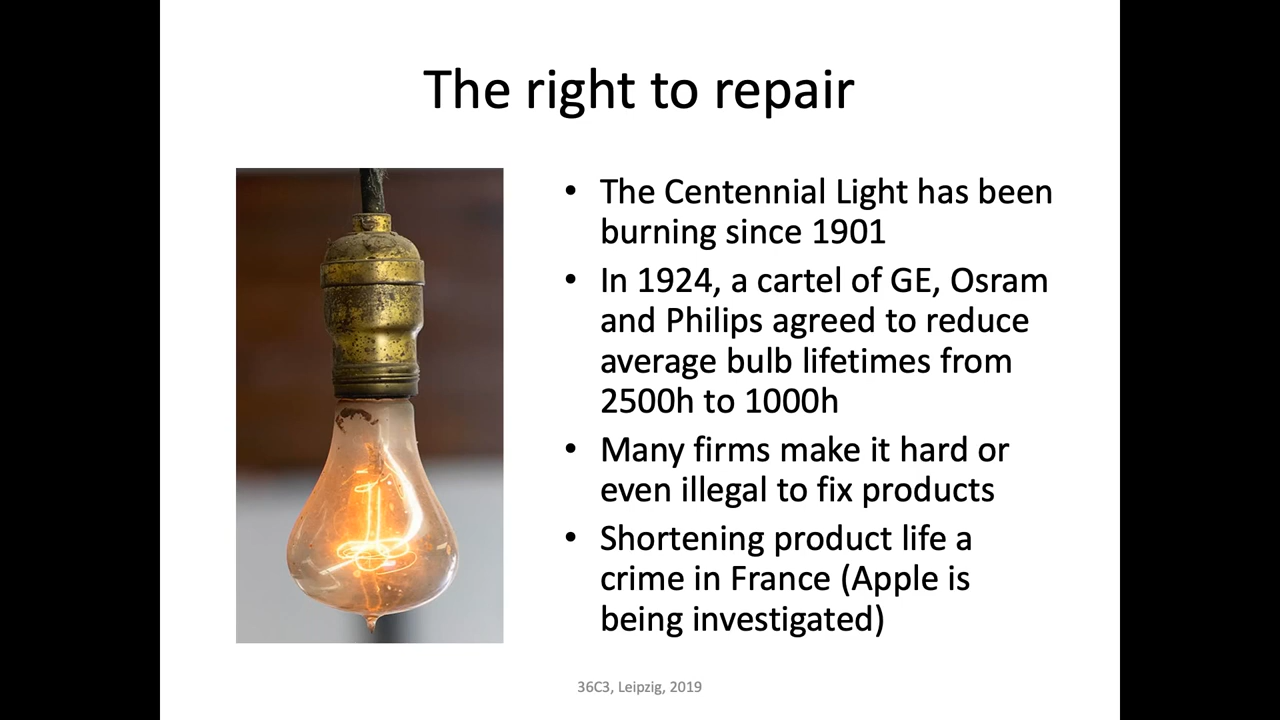 The right to repair
• The Centennial Light has been
burning since 1901
• In 1924, a cartel of GE, Osram
and Philips agreed to reduce
average bulb lifetimes from
2500h to 1000h
• Many firms make it hard or
even illegal to fix products
• Shortening product life a
crime in France (Apple is
being investigated)
36C3, Leipzig, 2019